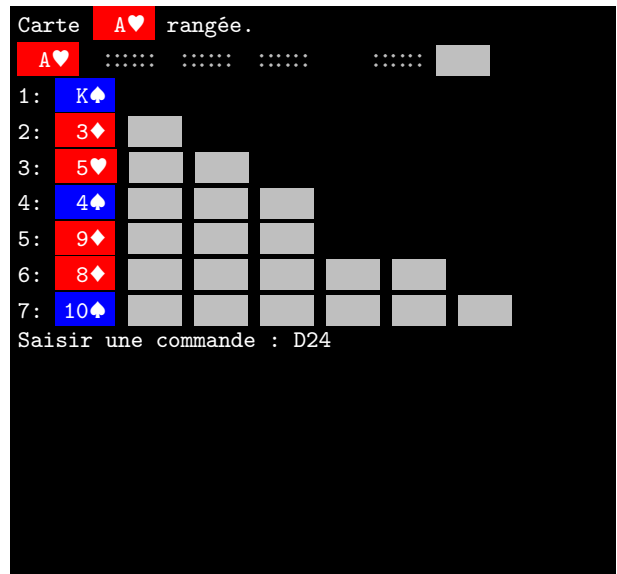 Carte A♥ rangée.
A♥ :::::: :::::: :::::: ::::::
1: K♠
2: 3♦
3: 5♥
4: 4♠
5: 9♦
6: 8♦
7: 10♠
Saisir une commande : D24